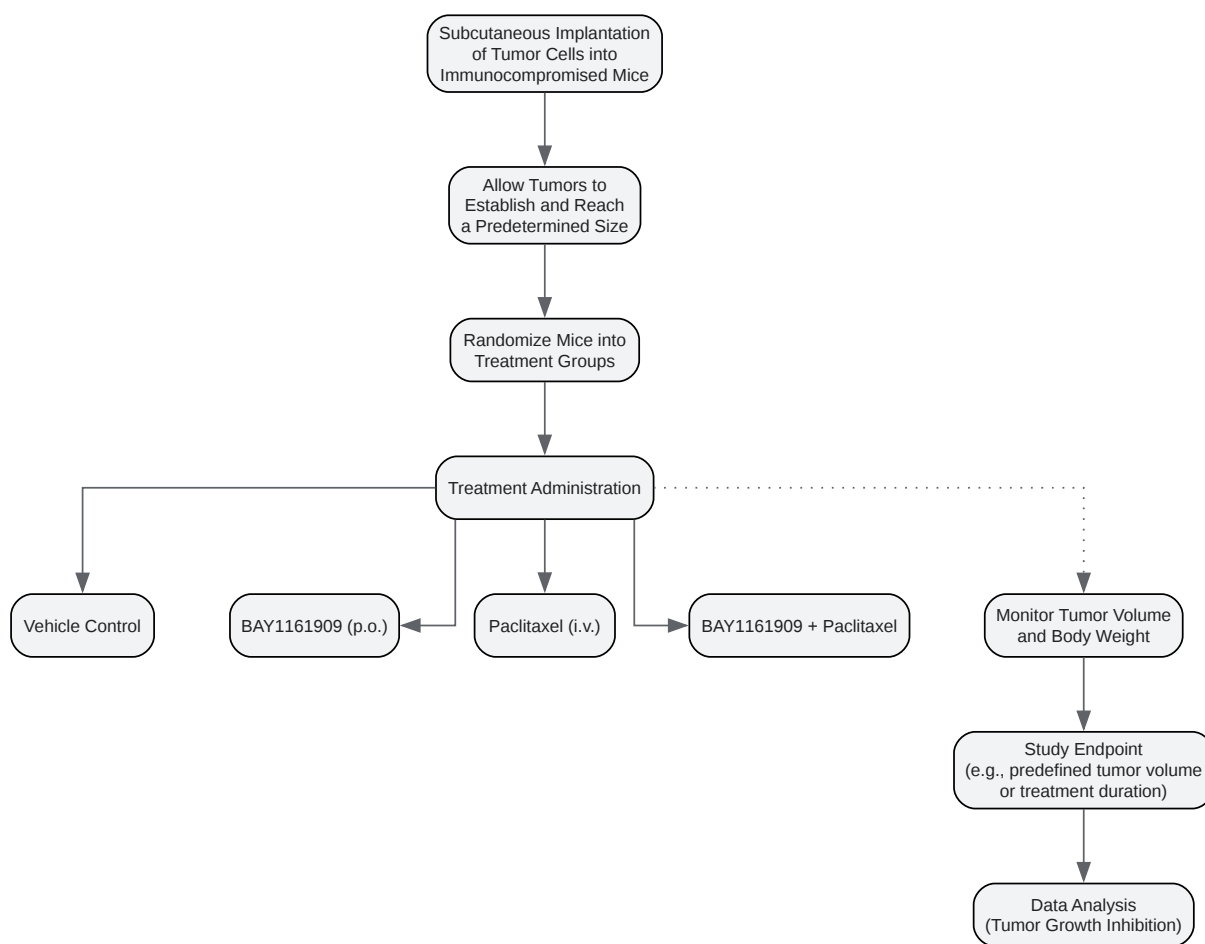 Subcutaneous Implantation
of Tumor Cells into
Immunocompromised Mice
Allow Tumors to
Establish and Reach
a Predetermined Size
Randomize Mice into
Treatment Groups
Treatment Administration
Vehicle Control
BAY1161909 (p.o.)
Paclitaxel (i.v.)
BAY1161909 + Paclitaxel
Monitor Tumor Volume
and Body Weight
Study Endpoint
(e.g., predefined tumor volume
or treatment duration)
Data Analysis
(Tumor Growth Inhibition)